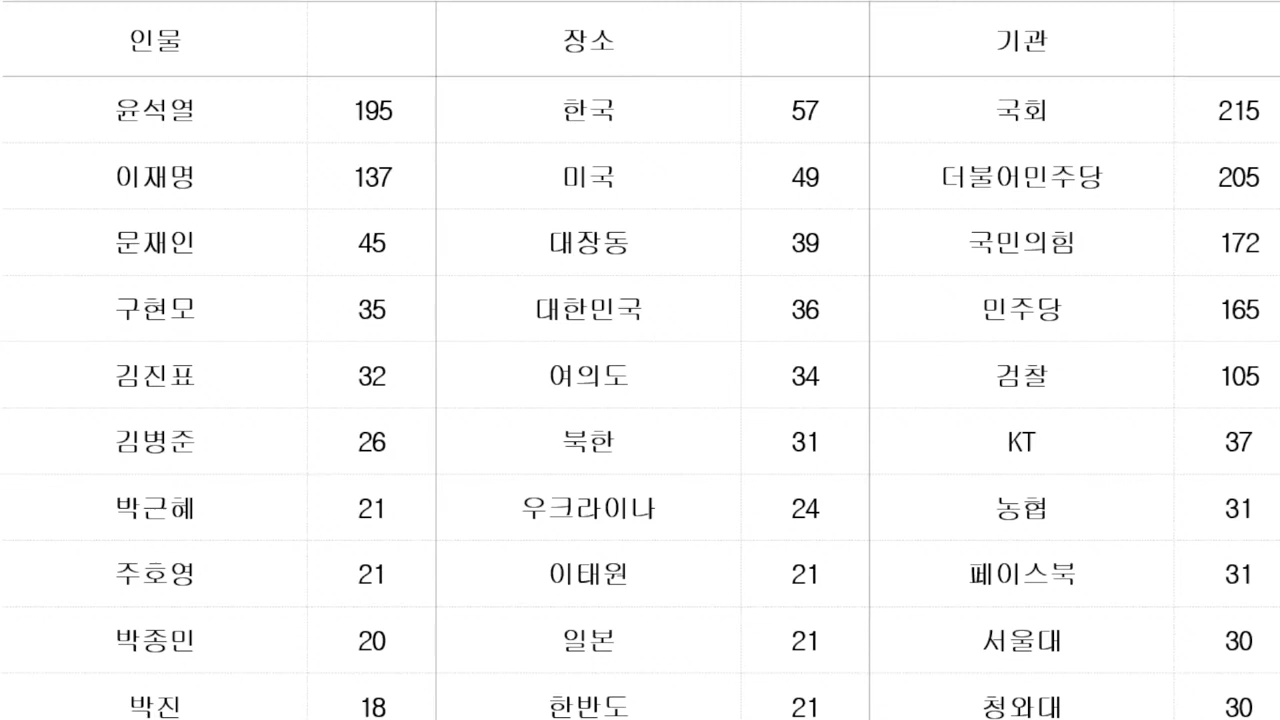 인물 장소 기관
윤석열 195 한국 57 국회 215
이재명 137 미국 49 더불어민주당 205
문재인 45 대장동 39 국민의힘 172
구현모 35 대한민국 36 민주당 165
김진표 32 여의도 34 검찰 105
김병준 26 북한 31 KT 37
박근혜 21 우크라이나 24 농협 31
주호영 21 이태원 21 페이스북 31
박종민 20 일본 21 서울대 30
박진 18 한반도 21 청와대 30